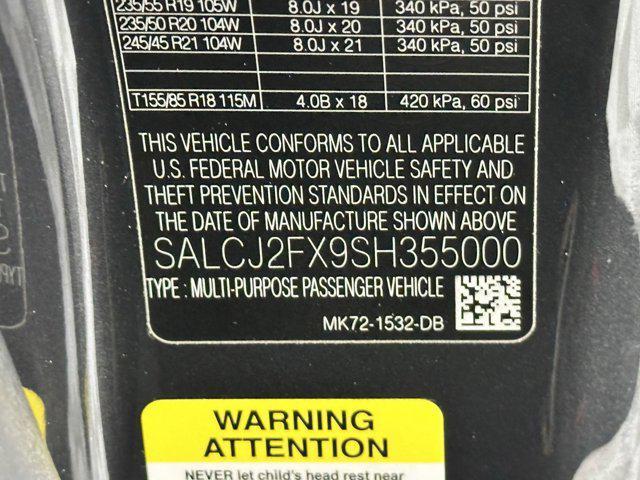 235/55 R19 105W 8.0J x 19 340 kPa, 50 psi
235/50 R20 104W 8.0J x 20 340 kPa, 50 psi
245/45 R21 104W 8.0J x 21 340 kPa, 50 psi
T155/85 R18 115M 4.0B x 18 420 kPa, 60 psi
THIS VEHICLE CONFORMS TO ALL APPLICABLE
U.S. FEDERAL MOTOR VEHICLE SAFETY AND
THEFT PREVENTION STANDARDS IN EFFECT ON
THE DATE OF MANUFACTURE SHOWN ABOVE
SALCJ2FX9SH355000
TYPE : MULTI-PURPOSE PASSENGER VEHICLE
MK72-1532-DB
WARNING
ATTENTION
NEVER let child's head rest near